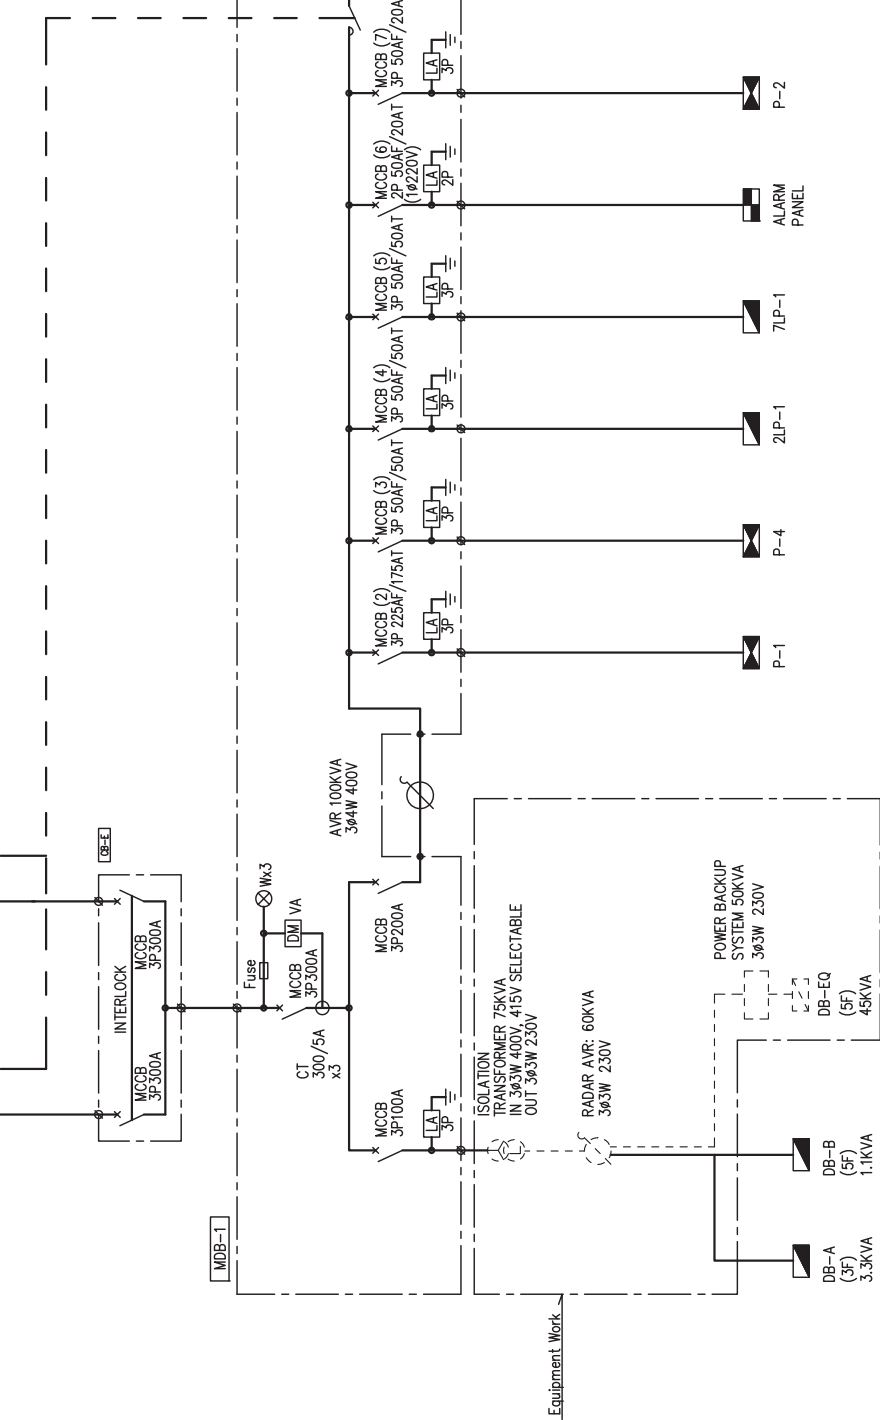 CB-E
INTERLOCK
MCCB
3P300A
MCCB
3P300A
MDB-1
Fuse
Wx3
DM
VA
MCCB
3P300A
CT
300/5A
x3
MCCB
3P100A
LA
3P
MCCB
3P200A
AVR 100KVA
3ø4W 400V
MCCB (2)
3P 225AF/175AT
LA
3P
P-1
MCCB (3)
3P 50AF/50AT
LA
3P
P-4
MCCB (4)
3P 50AF/50AT
LA
3P
2LP-1
MCCB (5)
3P 50AF/50AT
LA
3P
7LP-1
MCCB (6)
2P 50AF/20AT
(1ø220V)
LA
2P
ALARM
PANEL
MCCB (7)
3P 50AF/20A
LA
3P
P-2
ISOLATION
TRANSFORMER 75KVA
IN 3ø3W 400V, 415V SELECTABLE
OUT 3ø3W 230V
RADAR AVR: 60KVA
3ø3W 230V
POWER BACKUP
SYSTEM 50KVA
3ø3W 230V
DB-EQ
(5F)
45KVA
DB-B
(5F)
1.1KVA
DB-A
(3F)
3.3KVA
Equipment Work